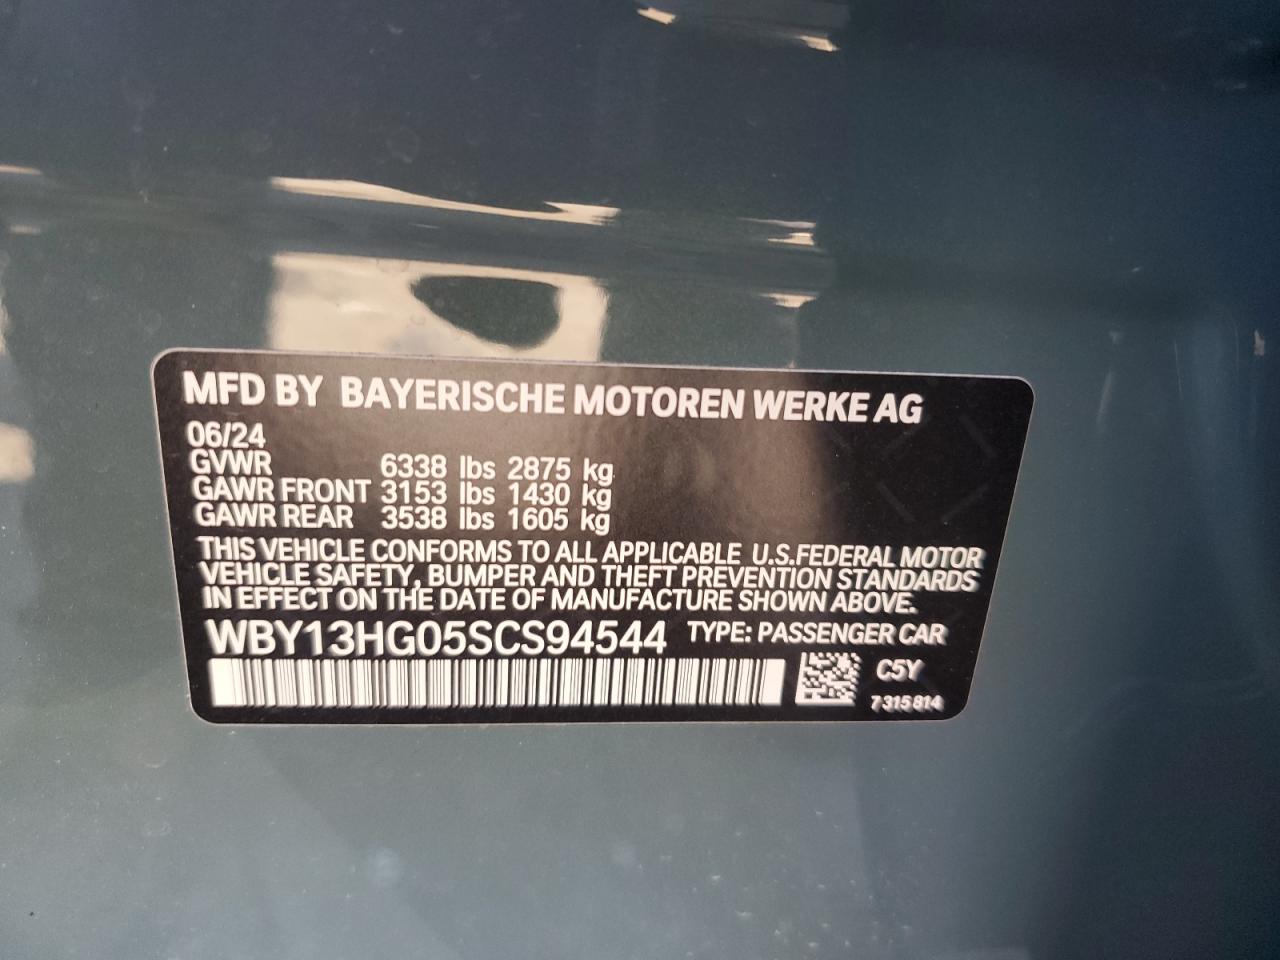 MFD BY BAYERISCHE MOTOREN WERKE AG
06/24
GVWR 6338 lbs 2875 kg
GAWR FRONT 3153 lbs 1430 kg
GAWR REAR 3538 lbs 1605 kg
THIS VEHICLE CONFORMS TO ALL APPLICABLE U.S.FEDERAL MOTOR
VEHICLE SAFETY, BUMPER AND THEFT PREVENTION STANDARDS
IN EFFECT ON THE DATE OF MANUFACTURE SHOWN ABOVE.
WBY13HG05SCS94544 TYPE: PASSENGER CAR
C5Y
7315814